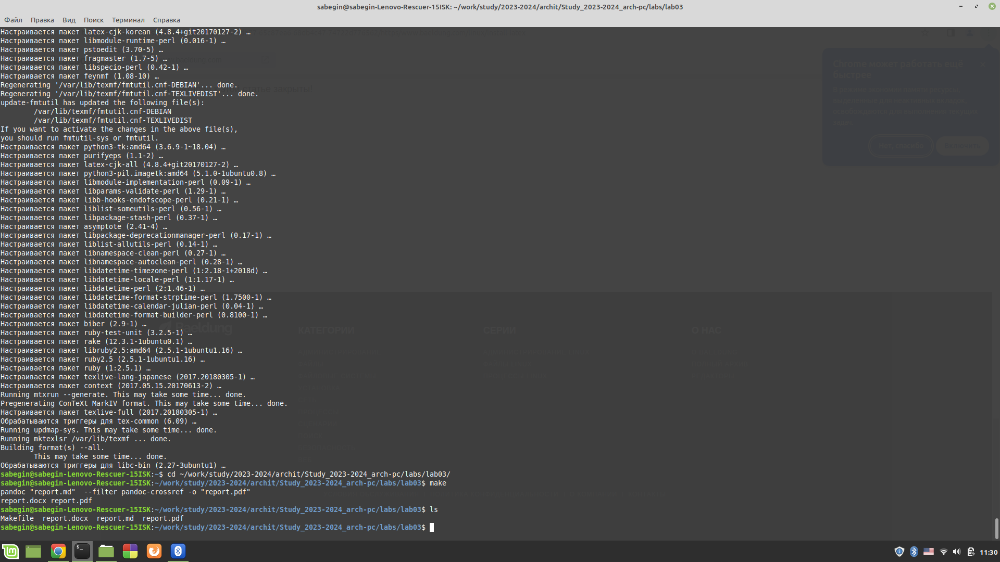 sabegin@sabegin-Lenovo-Rescuer-15ISK: ~/work/study/2023-2024/archit/Study_2023-2024_arch-pc/labs/lab03
Файл Правка Вид Поиск Терминал Справка
Настраивается пакет latex-cjk-korean (4.8.4+git20170127-2) …
Настраивается пакет libmodule-runtime-perl (0.016-1) …
Настраивается пакет pstoedit (3.70-5) …
Настраивается пакет fragmaster (1.7-5) …
Настраивается пакет libspecio-perl (0.42-1) …
Настраивается пакет feynmf (1.08-10) …
Regenerating '/var/lib/texmf/fmtutil.cnf-DEBIAN'... done.
Regenerating '/var/lib/texmf/fmtutil.cnf-TEXLIVEDIST'... done.
update-fmtutil has updated the following file(s):
/var/lib/texmf/fmtutil.cnf-DEBIAN
/var/lib/texmf/fmtutil.cnf-TEXLIVEDIST
If you want to activate the changes in the above file(s),
you should run fmtutil-sys or fmtutil.
Настраивается пакет python3-tk:amd64 (3.6.9-1~18.04) …
Настраивается пакет purifyeps (1.1-2) …
Настраивается пакет latex-cjk-all (4.8.4+git20170127-2) …
Настраивается пакет python3-pil.imagetk:amd64 (5.1.0-1ubuntu0.8) …
Настраивается пакет libmodule-implementation-perl (0.09-1) …
Настраивается пакет libparams-validate-perl (1.29-1) …
Настраивается пакет libb-hooks-endofscope-perl (0.21-1) …
Настраивается пакет liblist-someutils-perl (0.56-1) …
Настраивается пакет libpackage-stash-perl (0.37-1) …
Настраивается пакет asymptote (2.41-4) …
Настраивается пакет libpackage-deprecationmanager-perl (0.17-1) …
Настраивается пакет liblist-allutils-perl (0.14-1) …
Настраивается пакет libnamespace-clean-perl (0.27-1) …
Настраивается пакет libnamespace-autoclean-perl (0.28-1) …
Настраивается пакет libdatetime-timezone-perl (1:2.18-1+2018d) …
Настраивается пакет libdatetime-locale-perl (1:1.17-1) …
Настраивается пакет libdatetime-perl (2:1.46-1) …
Настраивается пакет libdatetime-format-strptime-perl (1.7500-1) …
Настраивается пакет libdatetime-calendar-julian-perl (0.04-1) …
Настраивается пакет libdatetime-format-builder-perl (0.8100-1) …
Настраивается пакет biber (2.9-1) …
Настраивается пакет ruby-test-unit (3.2.5-1) …
Настраивается пакет rake (12.3.1-1ubuntu0.1) …
Настраивается пакет libruby2.5:amd64 (2.5.1-1ubuntu1.16) …
Настраивается пакет ruby2.5 (2.5.1-1ubuntu1.16) …
Настраивается пакет ruby (1:2.5.1) …
Настраивается пакет texlive-lang-japanese (2017.20180305-1) …
Настраивается пакет context (2017.05.15.20170613-2) …
Running mtxrun --generate. This may take some time... done.
Pregenerating ConTeXt MarkIV format. This may take some time... done.
Настраивается пакет texlive-full (2017.20180305-1) …
Обрабатываются триггеры для tex-common (6.09) …
Running updmap-sys. This may take some time... done.
Running mktexlsr /var/lib/texmf ... done.
Building format(s) --all.
This may take some time... done.
Обрабатываются триггеры для libc-bin (2.27-3ubuntu1) …
sabegin@sabegin-Lenovo-Rescuer-15ISK:~$ cd ~/work/study/2023-2024/archit/Study_2023-2024_arch-pc/labs/lab03/
sabegin@sabegin-Lenovo-Rescuer-15ISK:~/work/study/2023-2024/archit/Study_2023-2024_arch-pc/labs/lab03$ make
pandoc "report.md"  --filter pandoc-crossref -o "report.pdf"
report.docx report.pdf
sabegin@sabegin-Lenovo-Rescuer-15ISK:~/work/study/2023-2024/archit/Study_2023-2024_arch-pc/labs/lab03$ ls
Makefile  report.docx  report.md  report.pdf
sabegin@sabegin-Lenovo-Rescuer-15ISK:~/work/study/2023-2024/archit/Study_2023-2024_arch-pc/labs/lab03$
Chrome может работать ещё
быстрее
Нет, спасибо
Baeldung
КАТЕГОРИИ СЕРИИ О НАС
11:30